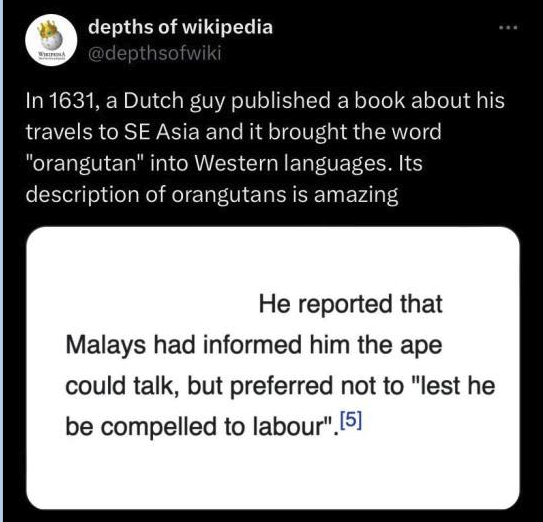 depths of wikipedia
@depthsofwiki
In 1631, a Dutch guy published a book about his
travels to SE Asia and it brought the word
"orangutan" into Western languages. Its
description of orangutans is amazing
He reported that
Malays had informed him the ape
could talk, but preferred not to "lest he
be compelled to labour".[5]